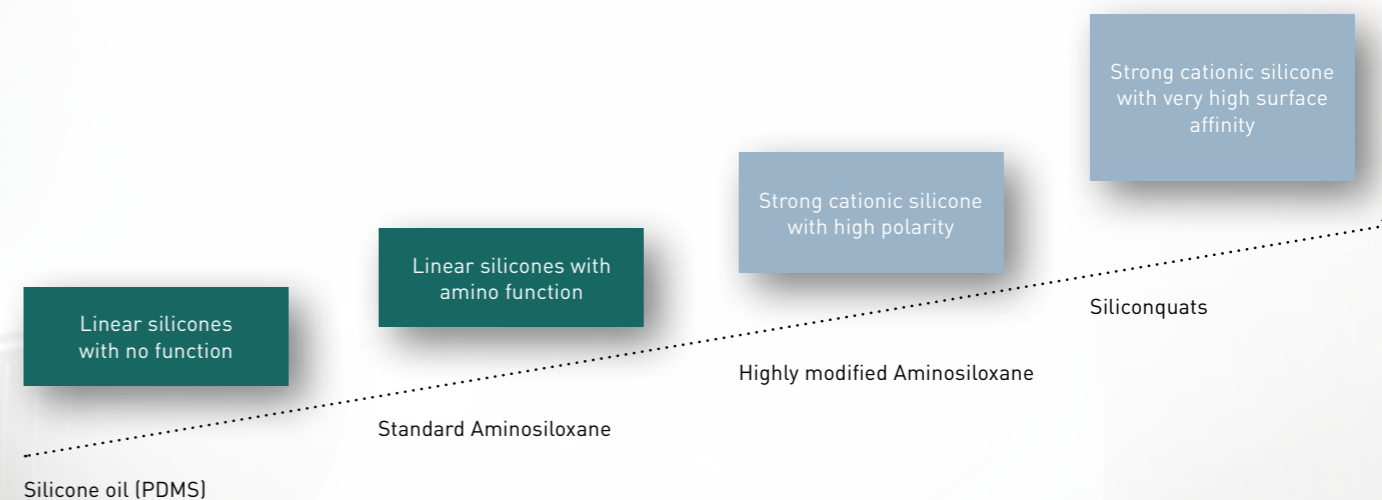 Linear silicones
with no function
Silicone oil (PDMS)
Linear silicones with
amino function
Standard Aminosiloxane
Strong cationic silicone
with high polarity
Highly modified Aminosiloxane
Strong cationic silicone
with very high surface
affinity
Siliconquats